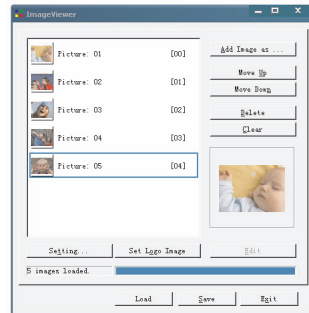 ImageViewer
Picture: 01 [00]
Picture: 02 [01]
Picture: 03 [02]
Picture: 04 [03]
Picture: 05 [04]
Add Image as ...
Move Up
Move Down
Delete
Clear
Setting...
Set Logo Image
Edit
5 images loaded.
Load
Save
Exit